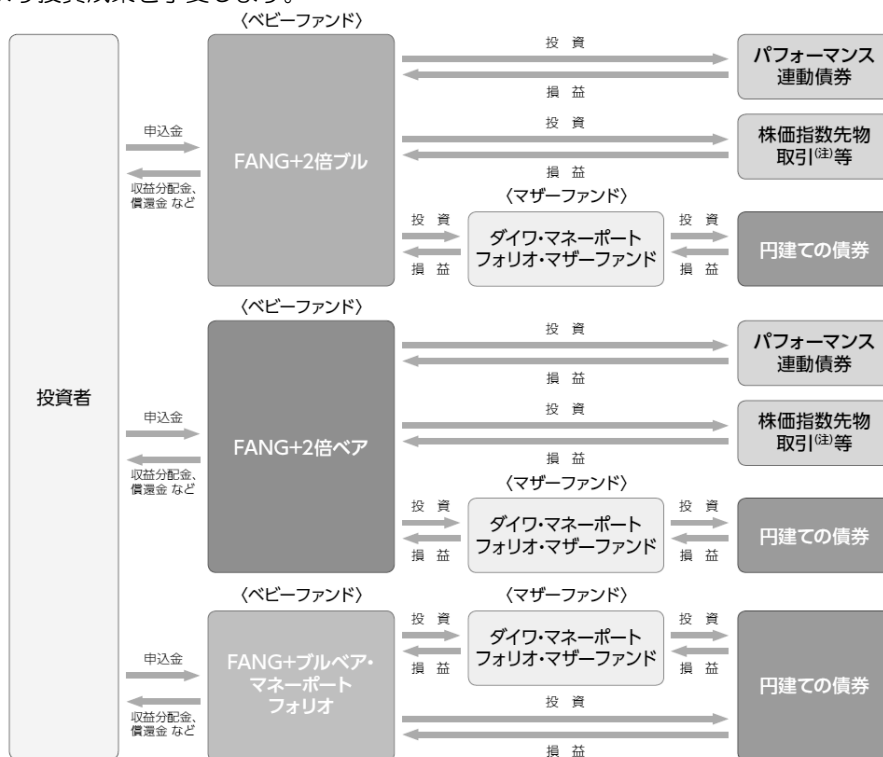 投資成果を享受します。
〈ベビーファンド〉
投 資
パフォーマンス
連動債券
損 益
申込金
収益分配金、
償還金 など
FANG+2倍ブル
投 資
株価指数先物
取引(注)等
損 益
〈マザーファンド〉
投 資
ダイワ・マネーポート
フォリオ・マザーファンド
投 資
円建ての債券
損 益
損 益
投資者
〈ベビーファンド〉
投 資
パフォーマンス
連動債券
損 益
申込金
収益分配金、
償還金 など
FANG+2倍ベア
投 資
株価指数先物
取引(注)等
損 益
〈マザーファンド〉
投 資
ダイワ・マネーポート
フォリオ・マザーファンド
投 資
円建ての債券
損 益
損 益
〈ベビーファンド〉
〈マザーファンド〉
申込金
収益分配金、
償還金 など
FANG+ブルベア・
マネーポート
フォリオ
投 資
ダイワ・マネーポート
フォリオ・マザーファンド
投 資
損 益
損 益
円建ての債券
投 資
損 益